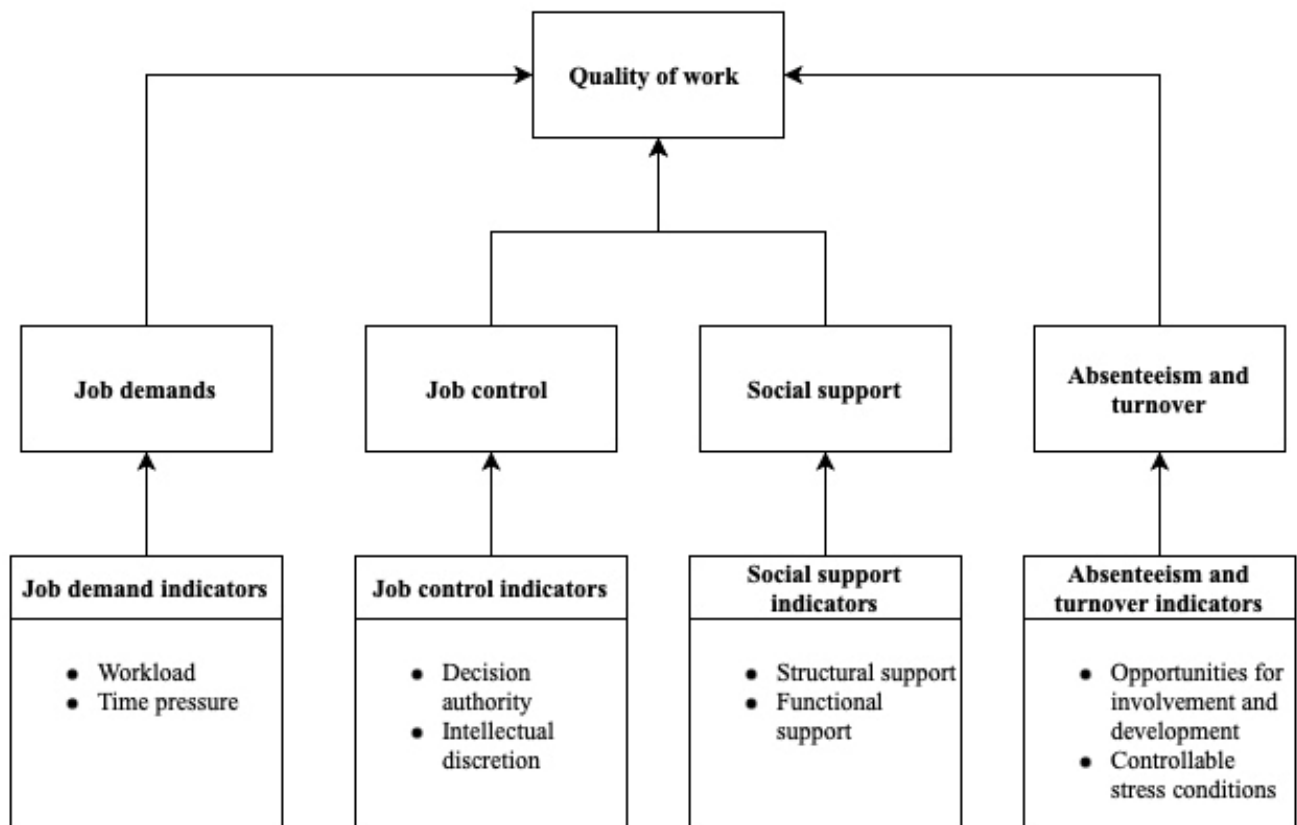 Quality of work
Job demands
Job control
Social support
Absenteeism and
turnover
Job demand indicators
● Workload
● Time pressure
Job control indicators
● Decision
authority
● Intellectual
discretion
Social support
indicators
● Structural support
● Functional
support
Absenteeism and
turnover indicators
● Opportunities for
involvement and
development
● Controllable
stress conditions